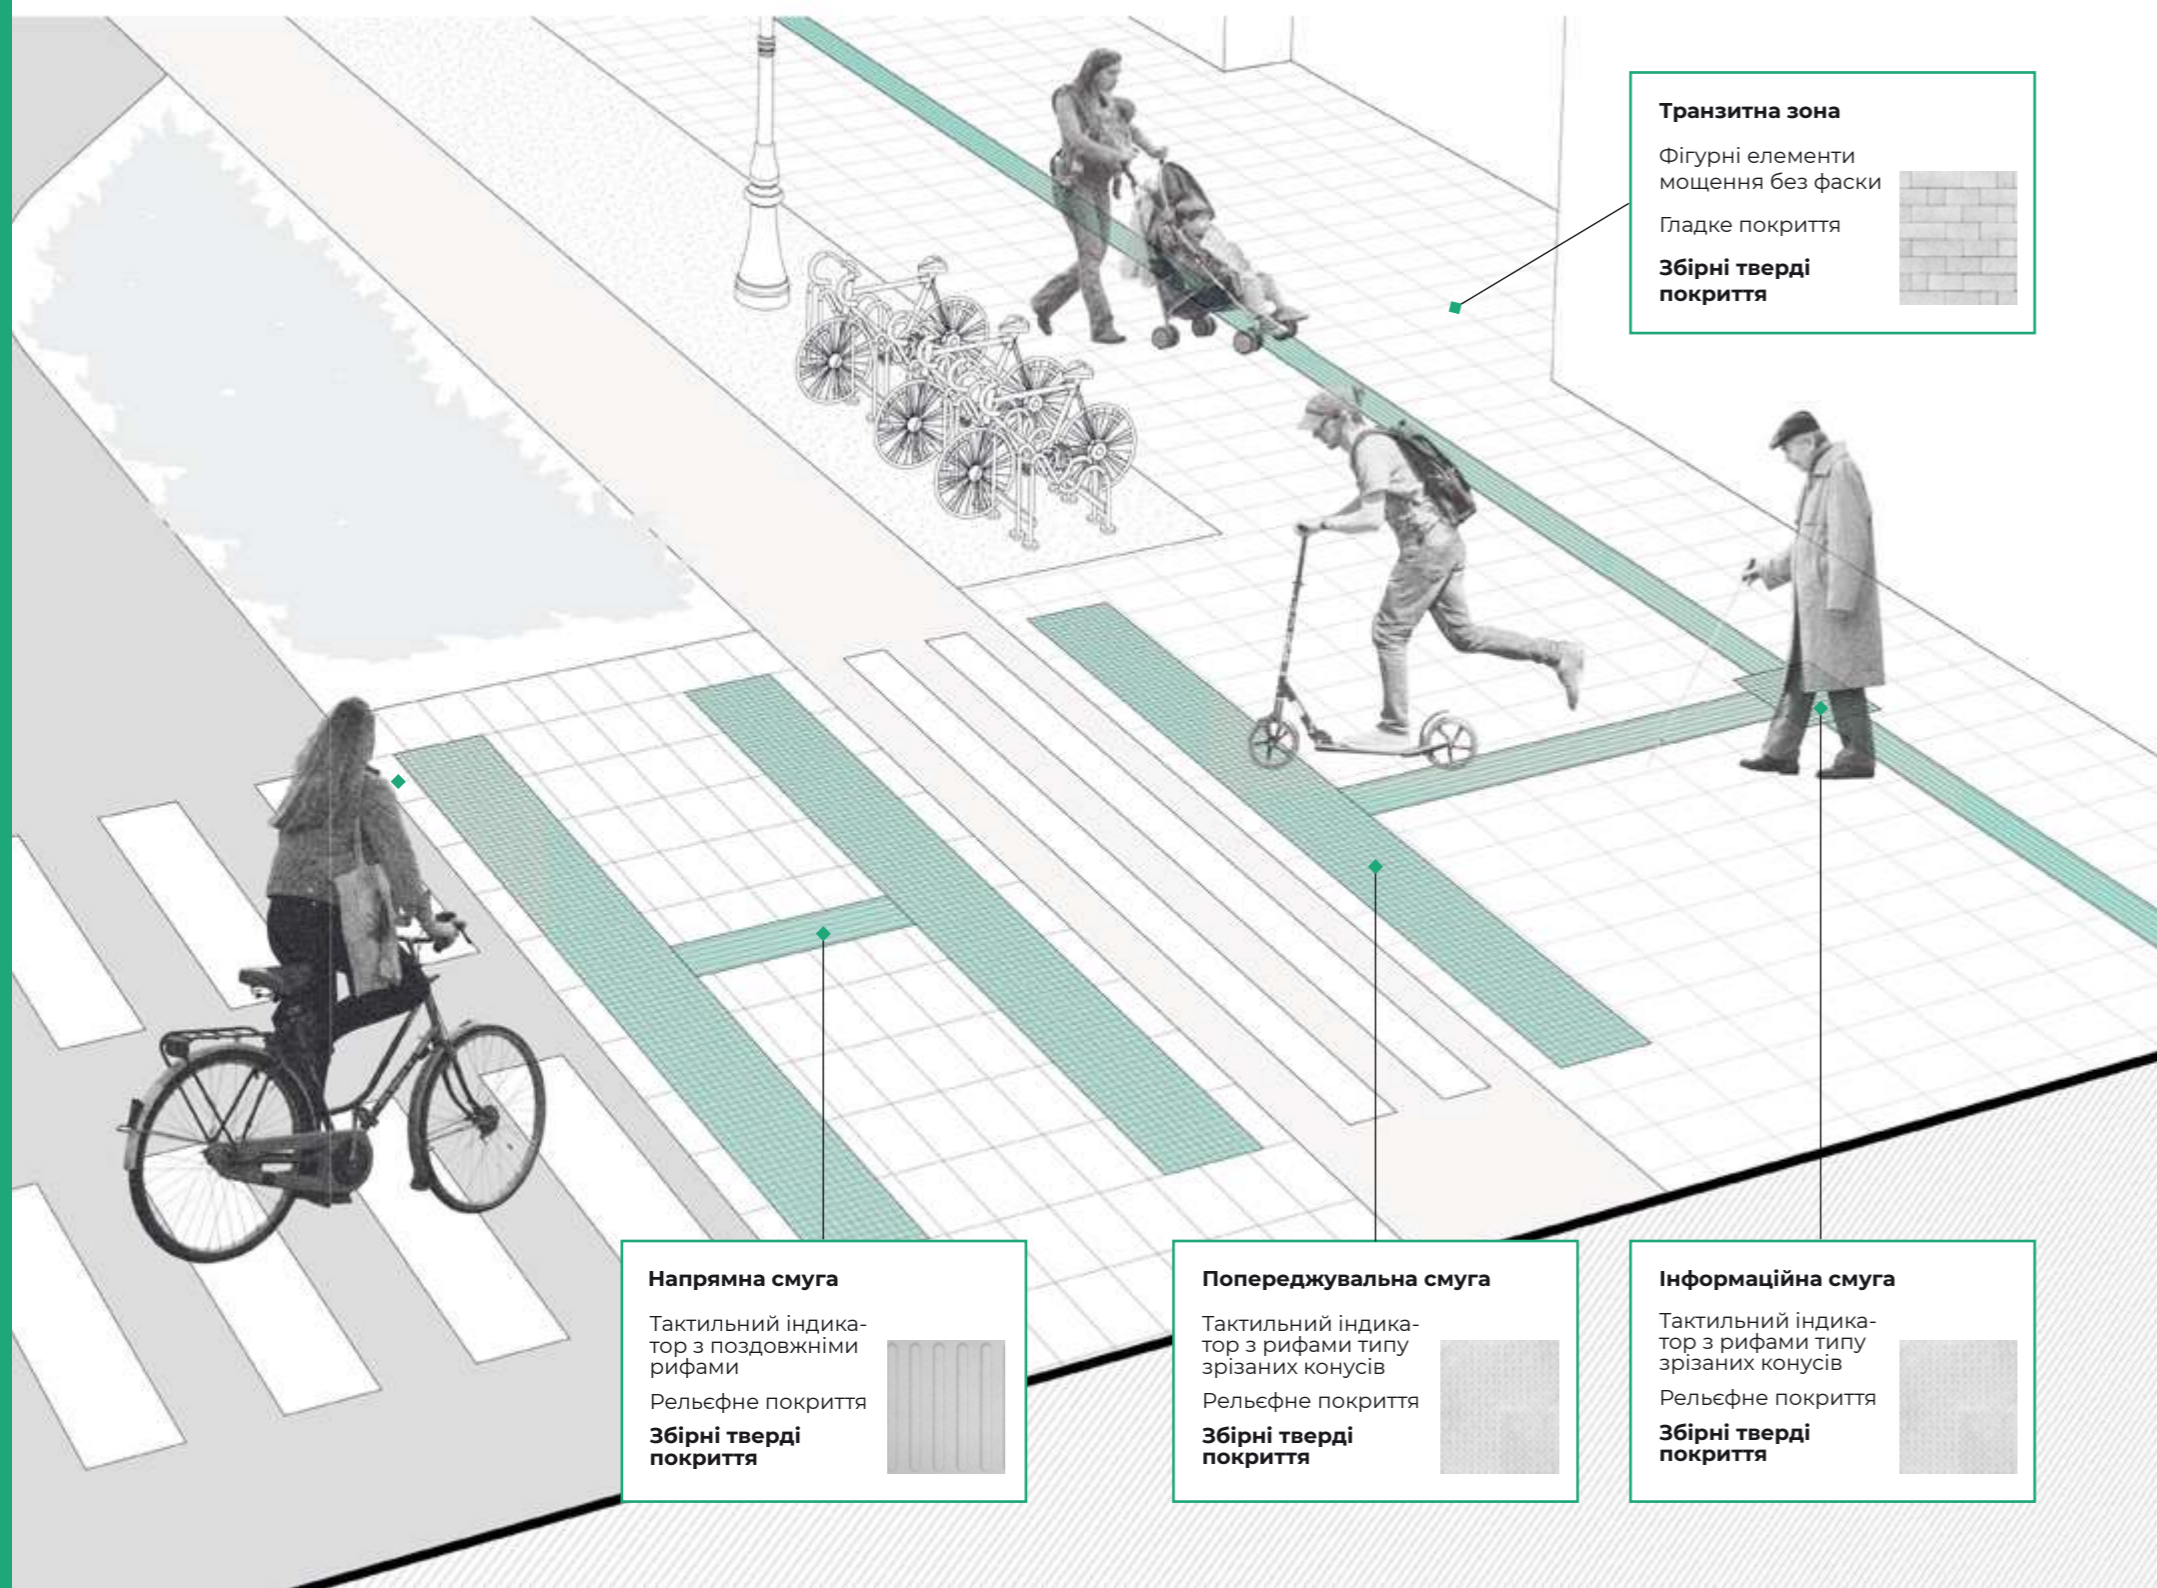 Транзитна зона
Фігурні елементи
мощення без фаски
Гладке покриття
Збірні тверді
покриття
Напрямна смуга
Тактильний індика-
тор з поздовжніми
рифами
Рельєфне покриття
Збірні тверді
покриття
Попереджувальна смуга
Тактильний індика-
тор з рифами типу
зрізаних конусів
Рельєфне покриття
Збірні тверді
покриття
Інформаційна смуга
Тактильний індика-
тор з рифами типу
зрізаних конусів
Рельєфне покриття
Збірні тверді
покриття